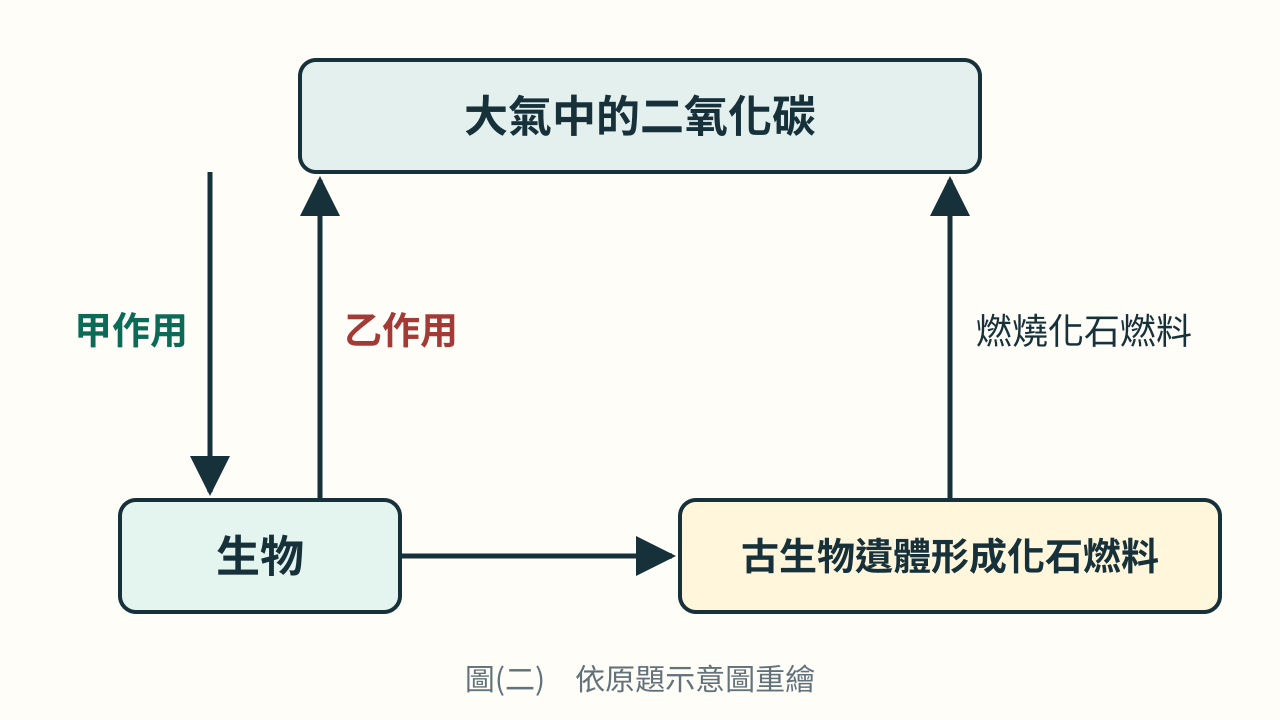 大氣中的二氧化碳
甲作用
乙作用
燃燒化石燃料
生物
古生物遺體形成化石燃料
圖(二)　依原題示意圖重繪